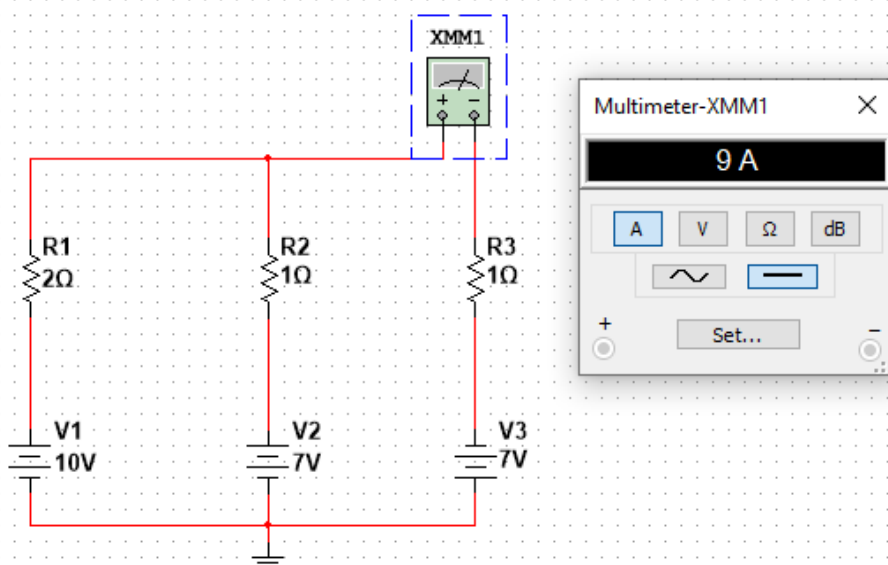 XMM1
+ −
Multimeter-XMM1
9 A
A V Ω dB
+ Set... −
R1
2Ω
R2
1Ω
R3
1Ω
V1
10V
V2
7V
V3
7V